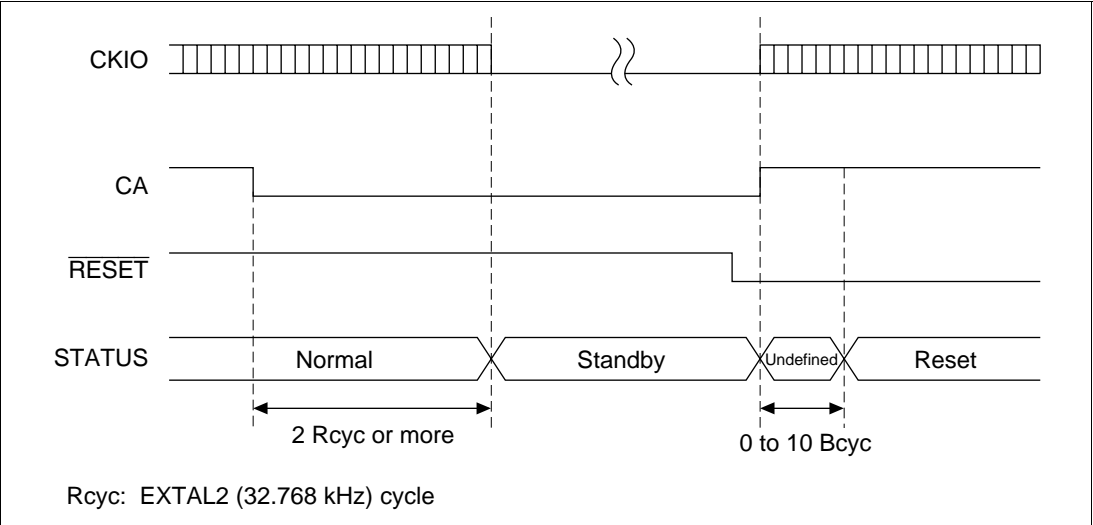 CKIO
CA
RESET
STATUS Normal Standby Undefined Reset
2 Rcyc or more
0 to 10 Bcyc
Rcyc: EXTAL2 (32.768 kHz) cycle